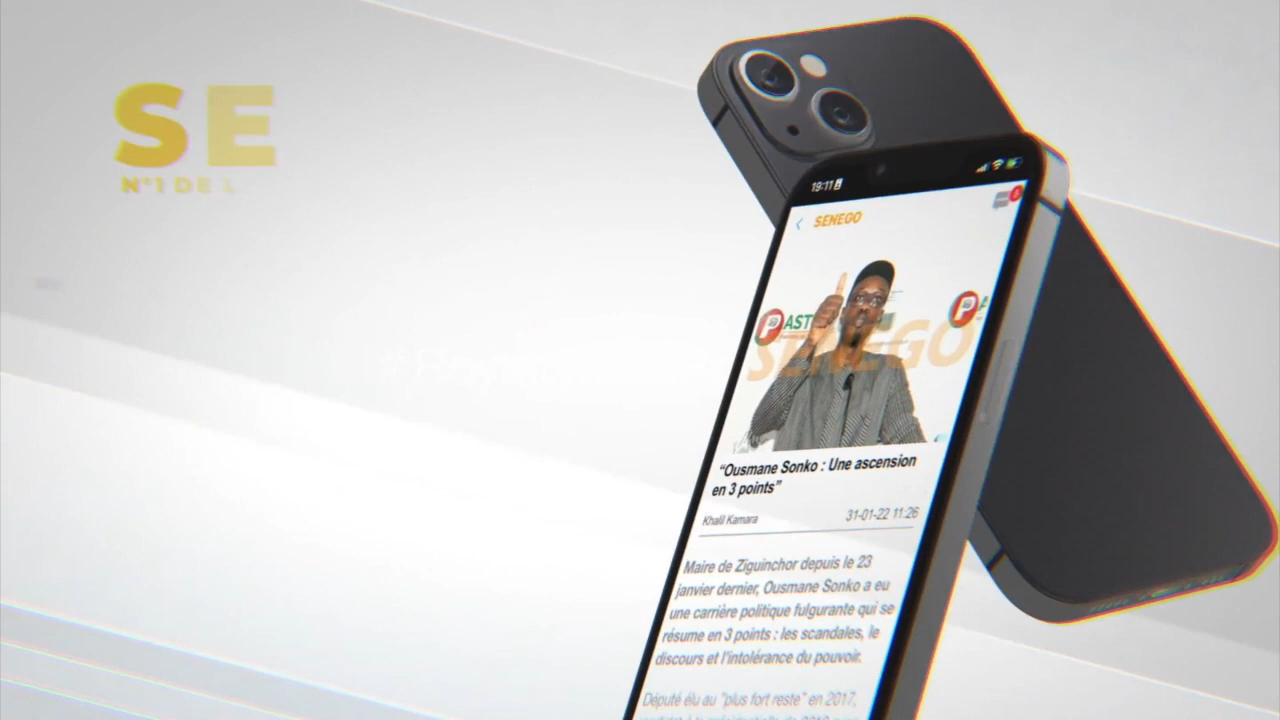 SE
N°1 DE L
19:11
SENEGO
PAST
SENEGO
“Ousmane Sonko : Une ascension
en 3 points”
Khalil Kamara
31-01-22 11:26
Maire de Ziguinchor depuis le 23
janvier dernier, Ousmane Sonko a eu
une carrière politique fulgurante qui se
résume en 3 points : les scandales, le
discours et l'intolérance du pouvoir.
Député élu au "plus fort reste" en 2017,